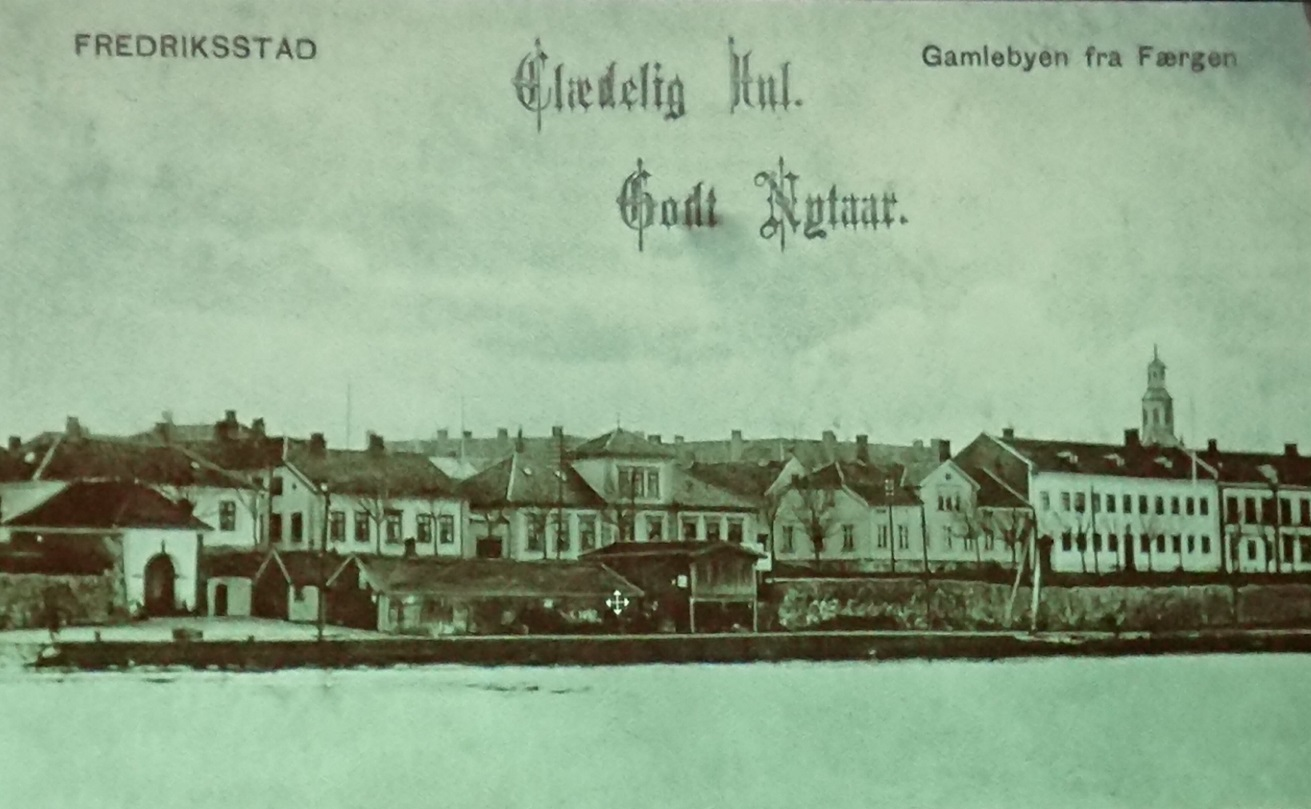 FREDRIKSSTAD
Gamlebyen fra Færgen
Glædelig Jul.
Godt Nytaar.